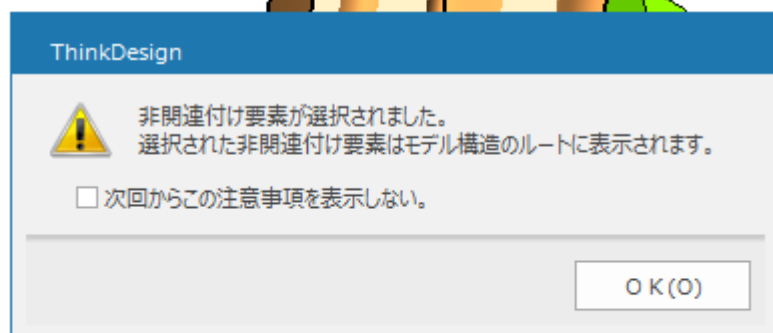 ThinkDesign
非関連付け要素が選択されました。
選択された非関連付け要素はモデル構造のルートに表示されます。
次回からこの注意事項を表示しない。
O K(O)